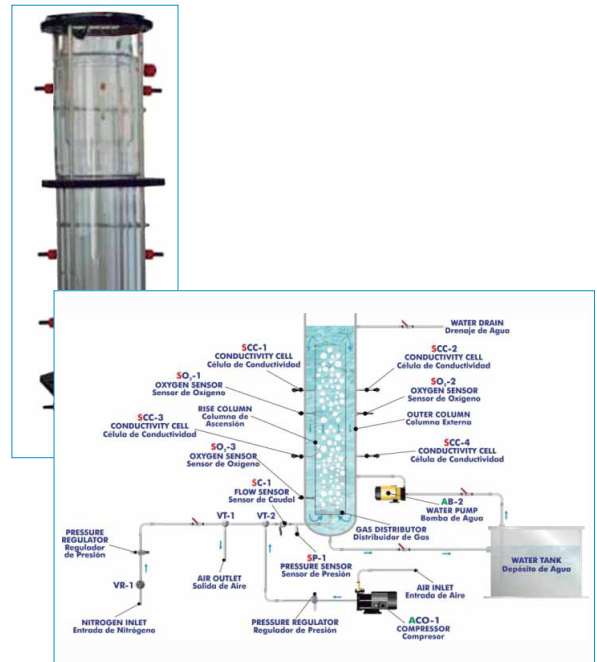 WATER DRAIN
Drenaje de Agua
SCC-1
CONDUCTIVITY CELL
Célula de Conductividad
SCC-2
CONDUCTIVITY CELL
Célula de Conductividad
SO₂-1
OXYGEN SENSOR
Sensor de Oxígeno
SO₂-2
OXYGEN SENSOR
Sensor de Oxígeno
RISE COLUMN
Columna de
Ascensión
OUTER COLUMN
Columna Externa
SCC-3
CONDUCTIVITY CELL
Célula de Conductividad
SCC-4
CONDUCTIVITY CELL
Célula de Conductividad
SO₂-3
OXYGEN SENSOR
Sensor de Oxígeno
SC-1
FLOW SENSOR
Sensor de Caudal
AB-2
WATER PUMP
Bomba de Agua
VT-1
VT-2
GAS DISTRIBUTOR
Distribuidor de Gas
PRESSURE
REGULATOR
Regulador
de Presión
SP-1
PRESSURE SENSOR
Sensor de Presión
WATER TANK
Depósito de Agua
AIR OUTLET
Salida de Aire
AIR INLET
Entrada de Aire
VR-1
NITROGEN INLET
Entrada de Nitrógeno
PRESSURE REGULATOR
Regulador de Presión
ACO-1
COMPRESSOR
Compresor